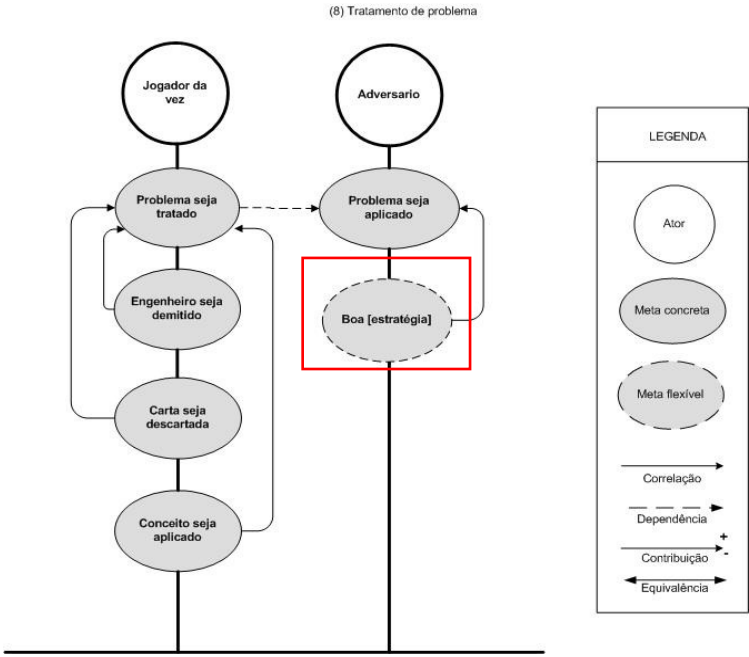 (8) Tratamento de problema
Jogador da
vez
Adversario
Problema seja
tratado
Problema seja
aplicado
Engenheiro seja
demitido
Boa [estratégia]
Carta seja
descartada
Conceito seja
aplicado
LEGENDA
Ator
Meta concreta
Meta flexível
Correlação
Dependência
+
-
Contribuição
Equivalência